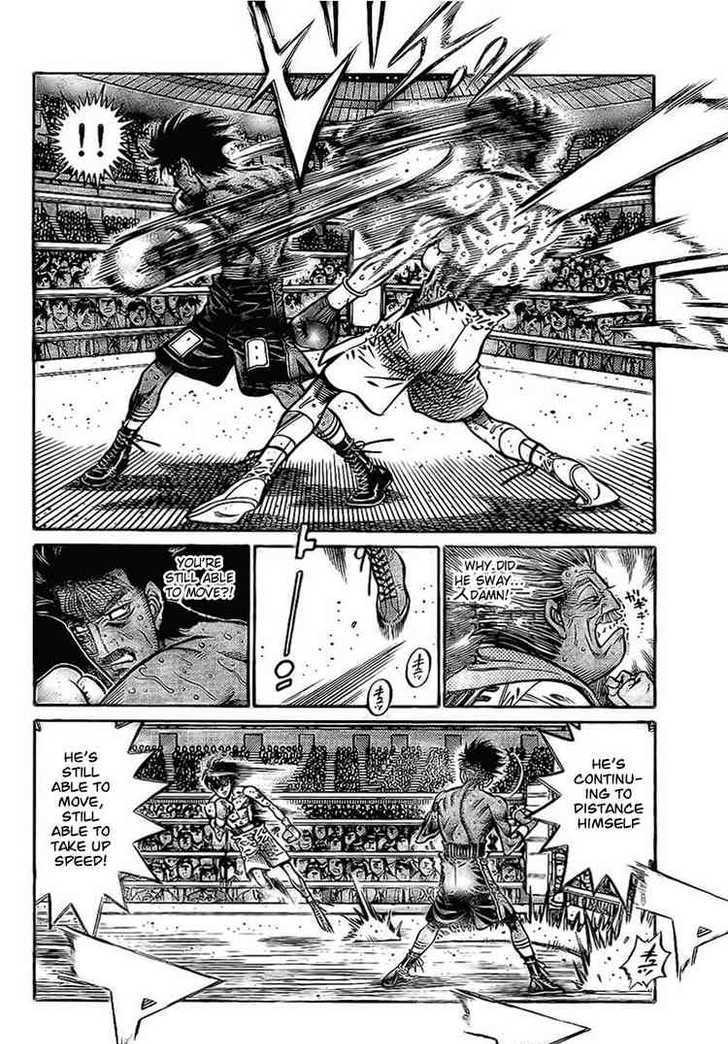 !!
YOU'RE
STILL ABLE
TO MOVE?!
WHY DID
HE SWAY...
DAMN!
HE'S
STILL
ABLE TO
MOVE,
STILL
ABLE TO
TAKE UP
SPEED!
HE'S
CONTINU-
ING TO
DISTANCE
HIMSELF